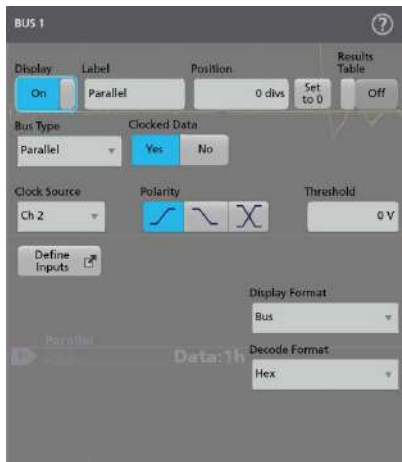 BUS 1
?
Display
Label
Position
Results
Table
On
Parallel
0 divs
Set
to 0
Off
Bus Type
Clocked Data
Parallel
Yes
No
Clock Source
Polarity
Threshold
Ch 2
0 V
Define
Inputs
Display Format
Bus
Parallel
Data:1h
Decode Format
Hex